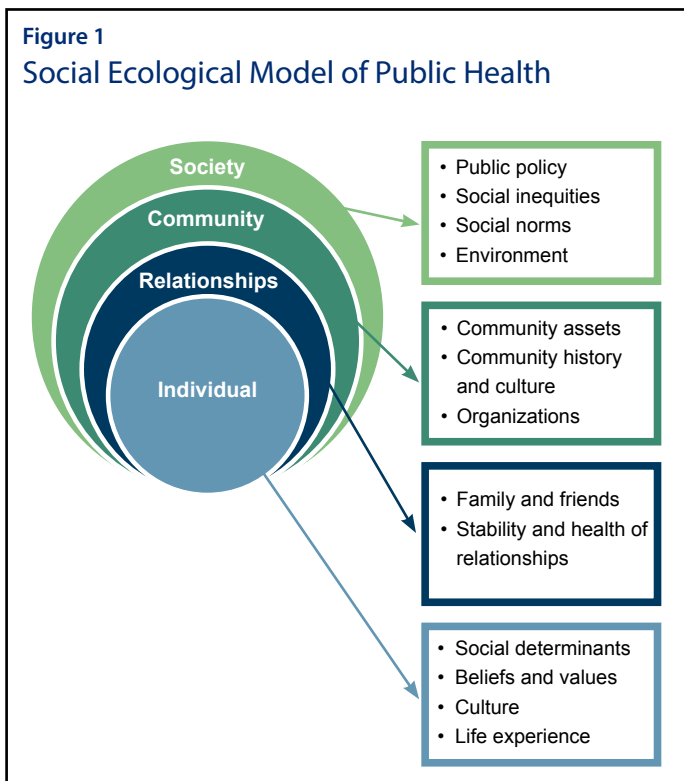 Figure 1
Social Ecological Model of Public Health
Society
Community
Relationships
Individual
• Public policy
• Social inequities
• Social norms
• Environment
• Community assets
• Community history
and culture
• Organizations
• Family and friends
• Stability and health of
relationships
• Social determinants
• Beliefs and values
• Culture
• Life experience